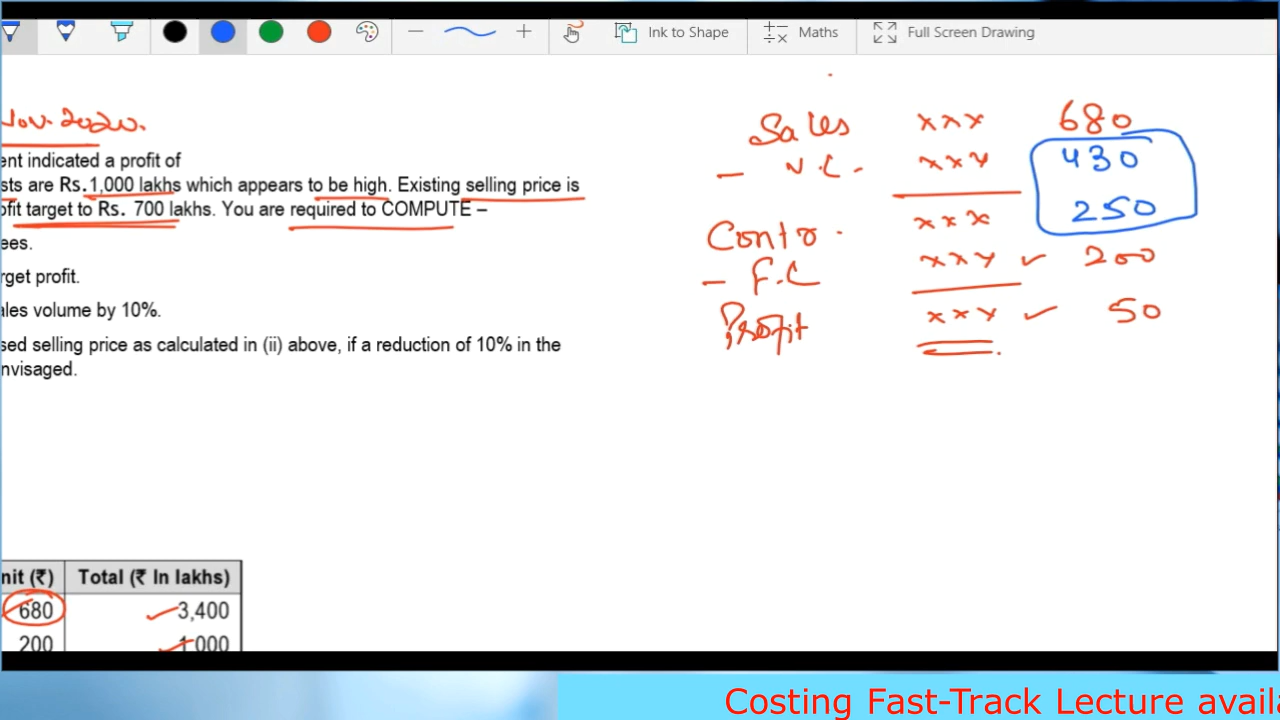 Ink to Shape Maths Full Screen Drawing
Nov. 2020.
ent indicated a profit of
sts are Rs.1,000 lakhs which appears to be high. Existing selling price is
ofit target to Rs. 700 lakhs. You are required to COMPUTE –
ees.
rget profit.
ales volume by 10%.
sed selling price as calculated in (ii) above, if a reduction of 10% in the
nvisaged.
Sales xxx 680
- V.C. xxx 430
Contr. xxx 250
- F.C xxx ✓ 200
Profit xxx ✓ 50
nit (₹) Total (₹ In lakhs)
680 3,400
200 1,000
Costing Fast-Track Lecture availa